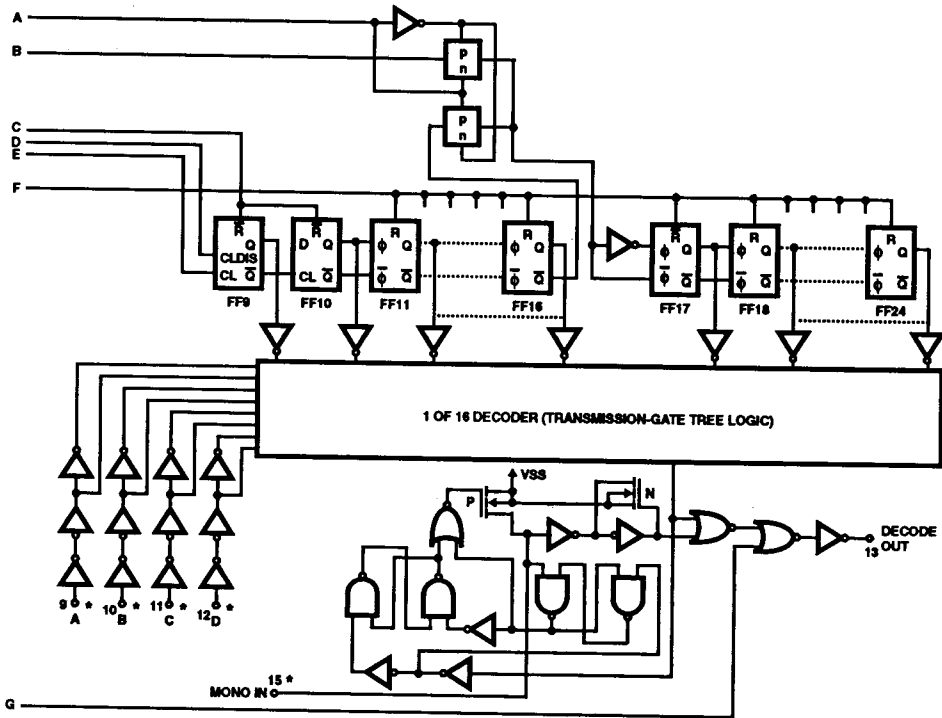 A
B
P
n
P
n
C
D
E
F
R̅ Q
CLDIS
CL Q̅
FF9
D R̅ Q
CL Q̅
FF10
R
ϕ Q
ϕ̅ Q̅
FF11
R
ϕ Q
ϕ̅ Q̅
FF16
R̅
ϕ Q
ϕ̅ Q̅
FF17
R
ϕ Q
ϕ̅ Q̅
FF18
R
ϕ Q
ϕ̅ Q̅
FF24
1 OF 16 DECODER (TRANSMISSION-GATE TREE LOGIC)
VSS
P
N
DECODE
OUT
13
9 *
A
10 *
B
11 *
C
12 *
D
15 *
MONO IN
G